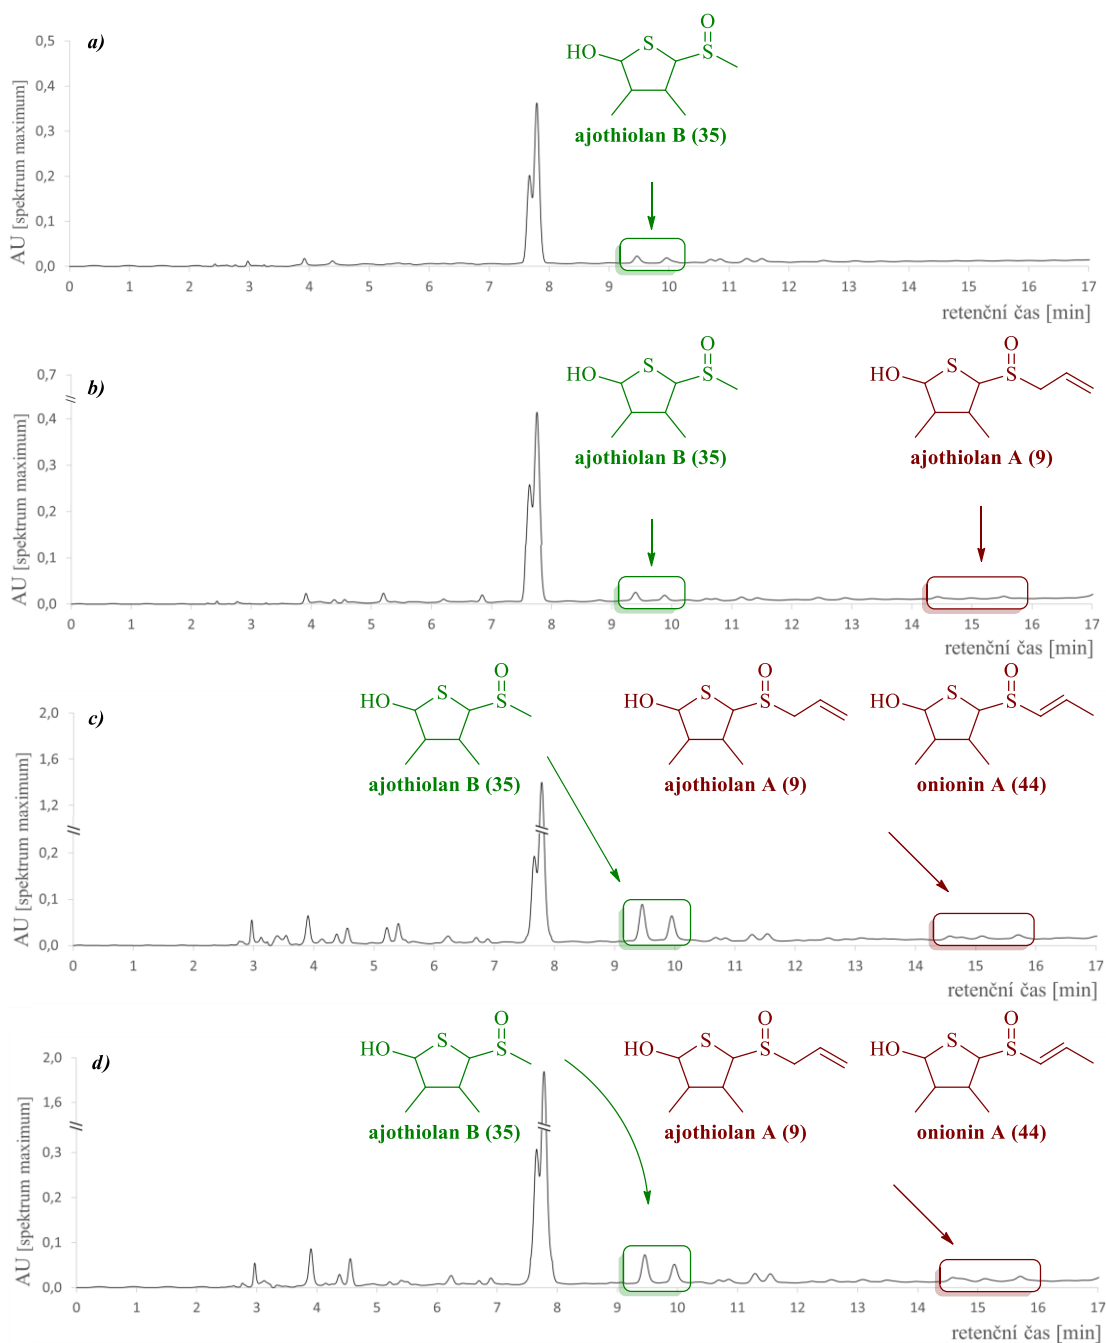 a)
AU [spektrum maximum]
0,5
0,4
0,3
0,2
0,1
0,0
HO
S
O
S
ajothiolan B (35)
0 1 2 3 4 5 6 7 8 9 10 11 12 13 14 15 16 17
retenční čas [min]
b)
AU [spektrum maximum]
0,7
0,4
0,3
0,2
0,1
0,0
HO
S
O
S
ajothiolan B (35)
HO
S
O
S
ajothiolan A (9)
0 1 2 3 4 5 6 7 8 9 10 11 12 13 14 15 16 17
retenční čas [min]
c)
AU [spektrum maximum]
2,0
1,6
1,2
0,2
0,1
0,0
HO
S
O
S
ajothiolan B (35)
HO
S
O
S
ajothiolan A (9)
HO
S
O
S
onionin A (44)
0 1 2 3 4 5 6 7 8 9 10 11 12 13 14 15 16 17
retenční čas [min]
d)
AU [spektrum maximum]
2,0
1,6
0,3
0,2
0,1
0,0
HO
S
O
S
ajothiolan B (35)
HO
S
O
S
ajothiolan A (9)
HO
S
O
S
onionin A (44)
0 1 2 3 4 5 6 7 8 9 10 11 12 13 14 15 16 17
retenční čas [min]